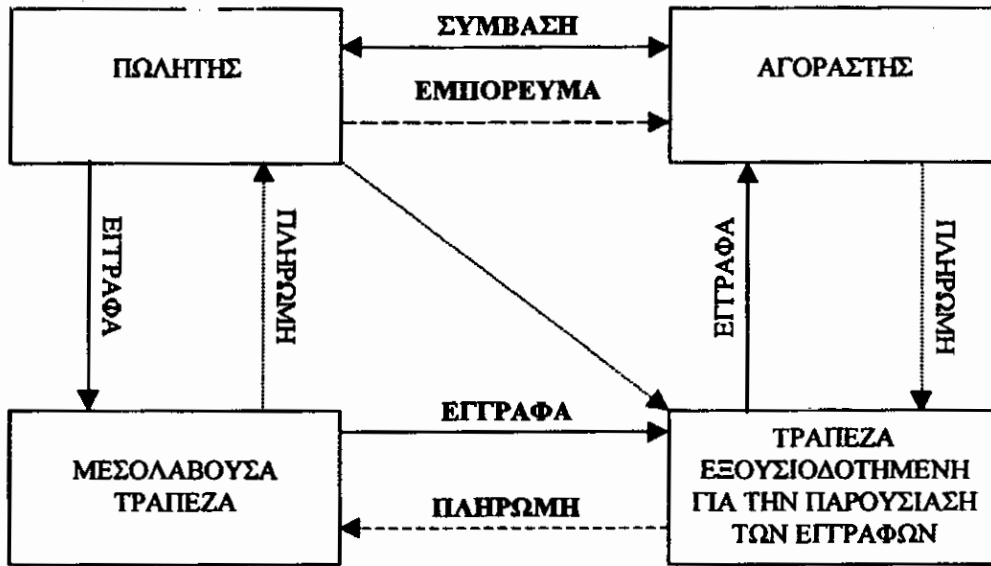 ΣΥΜΒΑΣΗ
ΠΩΛΗΤΗΣ
ΑΓΟΡΑΣΤΗΣ
ΕΜΠΟΡΕΥΜΑ
ΕΓΓΡΑΦΑ
ΠΛΗΡΩΜΗ
ΕΓΓΡΑΦΑ
ΠΛΗΡΩΜΗ
ΕΓΓΡΑΦΑ
ΜΕΣΟΛΑΒΟΥΣΑ
ΤΡΑΠΕΖΑ
ΠΛΗΡΩΜΗ
ΤΡΑΠΕΖΑ
ΕΞΟΥΣΙΟΔΟΤΗΜΕΝΗ
ΓΙΑ ΤΗΝ ΠΑΡΟΥΣΙΑΣΗ
ΤΩΝ ΕΓΓΡΑΦΩΝ